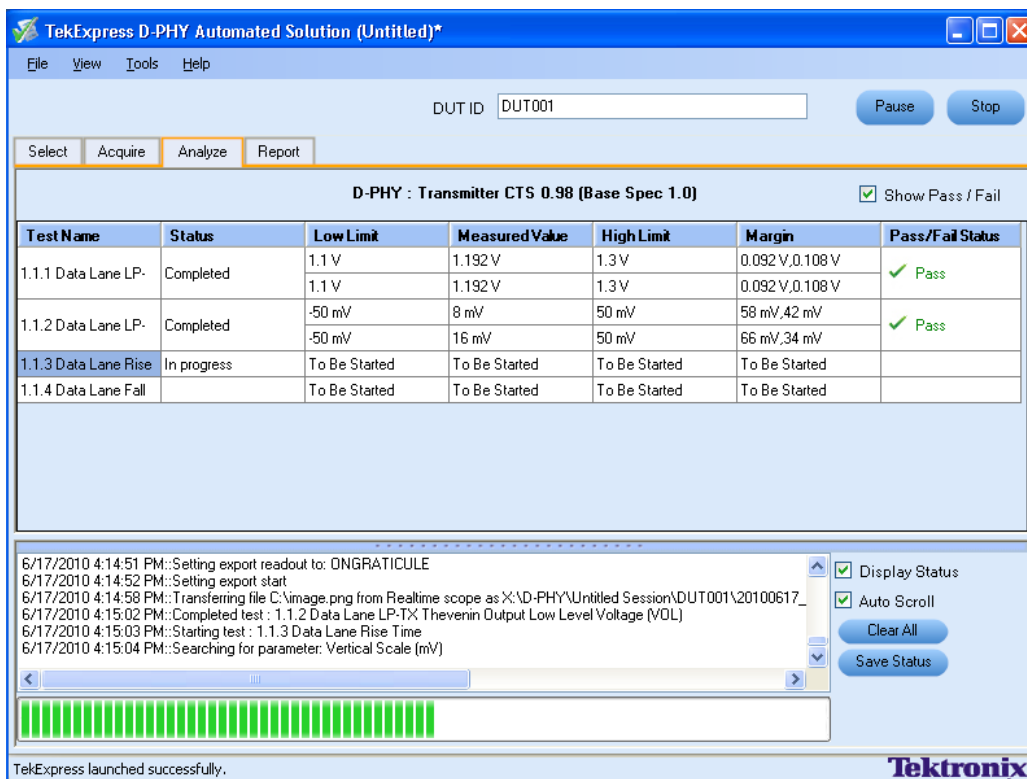 TekExpress D-PHY Automated Solution (Untitled)*
File View Tools Help
DUT ID DUT001 Pause Stop
Select Acquire Analyze Report
D-PHY : Transmitter CTS 0.98 (Base Spec 1.0) Show Pass / Fail
Test Name Status Low Limit Measured Value High Limit Margin Pass/Fail Status
1.1.1 Data Lane LP- Completed 1.1 V 1.192 V 1.3 V 0.092 V,0.108 V Pass
1.1 V 1.192 V 1.3 V 0.092 V,0.108 V
1.1.2 Data Lane LP- Completed -50 mV 8 mV 50 mV 58 mV,42 mV Pass
-50 mV 16 mV 50 mV 66 mV,34 mV
1.1.3 Data Lane Rise In progress To Be Started To Be Started To Be Started To Be Started
1.1.4 Data Lane Fall To Be Started To Be Started To Be Started To Be Started
6/17/2010 4:14:51 PM::Setting export readout to: ONGRATICULE
6/17/2010 4:14:52 PM::Setting export start
6/17/2010 4:14:58 PM::Transferring file C:\image.png from Realtime scope as X:\D-PHY\Untitled Session\DUT001\20100617_
6/17/2010 4:15:02 PM::Completed test : 1.1.2 Data Lane LP-TX Thevenin Output Low Level Voltage (VOL)
6/17/2010 4:15:03 PM::Starting test : 1.1.3 Data Lane Rise Time
6/17/2010 4:15:04 PM::Searching for parameter: Vertical Scale (mV)
Display Status
Auto Scroll
Clear All
Save Status
TekExpress launched successfully. Tektronix